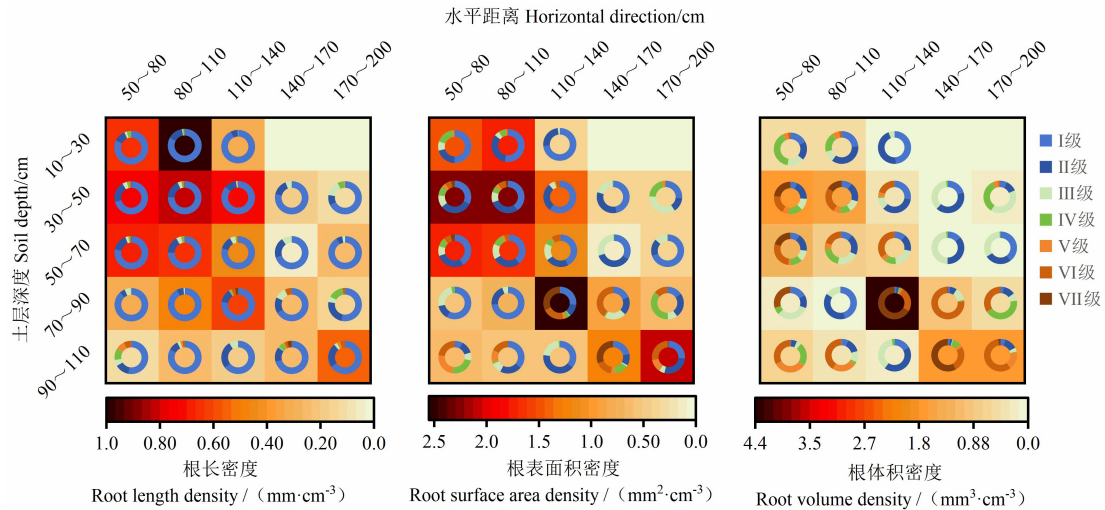 水平距离 Horizontal direction/cm
50～80 80～110 110～140 140～170 170～200
50～80 80～110 110～140 140～170 170～200
50～80 80～110 110～140 140～170 170～200
土层深度 Soil depth/cm
10～30
30～50
50～70
70～90
90～110
I级
II级
III级
IV级
V级
VI级
VII级
1.0 0.80 0.60 0.40 0.20 0.0
2.5 2.0 1.50 1.00 0.50 0.0
4.4 3.5 2.7 1.8 0.88 0.0
根长密度
Root length density /（mm·cm⁻³）
根表面积密度
Root surface area density /（mm²·cm⁻³）
根体积密度
Root volume density /（mm³·cm⁻³）